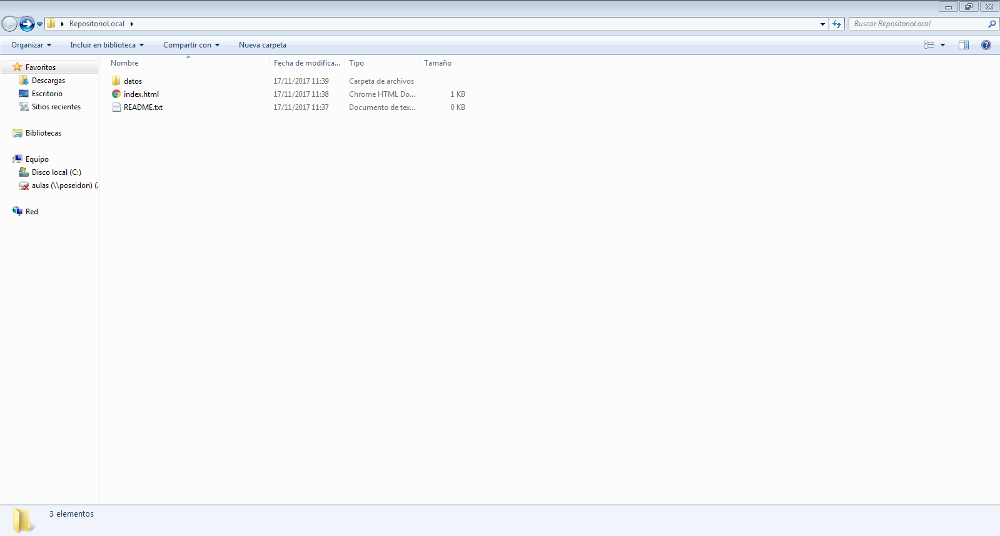 RepositorioLocal
Buscar RepositorioLocal
Organizar Incluir en biblioteca Compartir con Nueva carpeta
Favoritos
Descargas
Escritorio
Sitios recientes
Bibliotecas
Equipo
Disco local (C:)
aulas (\\poseidon) (
Red
Nombre Fecha de modifica... Tipo Tamaño
datos 17/11/2017 11:39 Carpeta de archivos
index.html 17/11/2017 11:38 Chrome HTML Do... 1 KB
README.txt 17/11/2017 11:37 Documento de tex... 0 KB
3 elementos